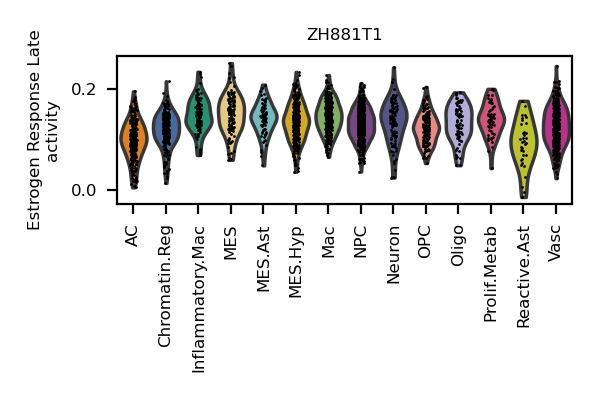 ZH881T1
Estrogen Response Late
activity
0.2
0.0
AC
Chromatin.Reg
Inflammatory.Mac
MES
MES.Ast
MES.Hyp
Mac
NPC
Neuron
OPC
Oligo
Prolif.Metab
Reactive.Ast
Vasc